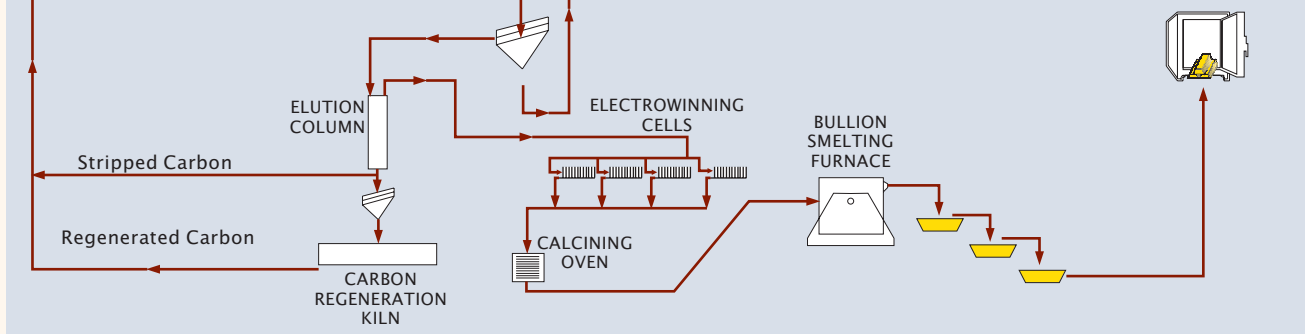 ELUTION
COLUMN
ELECTROWINNING
CELLS
BULLION
SMELTING
FURNACE
Stripped Carbon
Regenerated Carbon
CALCINING
OVEN
CARBON
REGENERATION
KILN